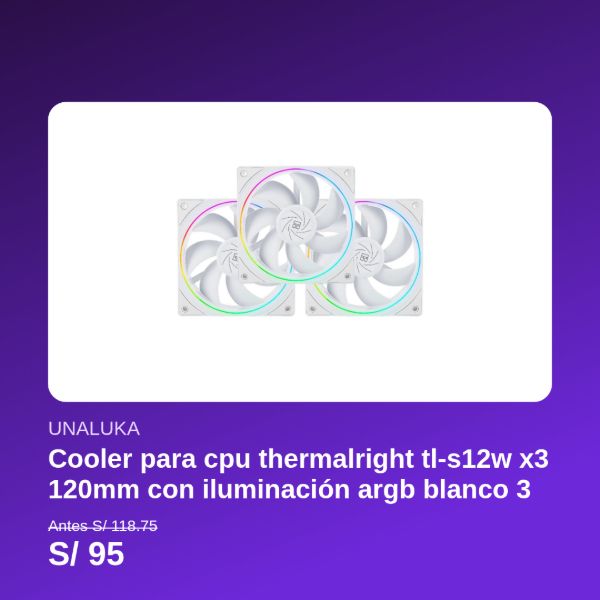 UNALUKA
Cooler para cpu thermalright tl-s12w x3
120mm con iluminación argb blanco 3
Antes S/ 118.75
S/ 95